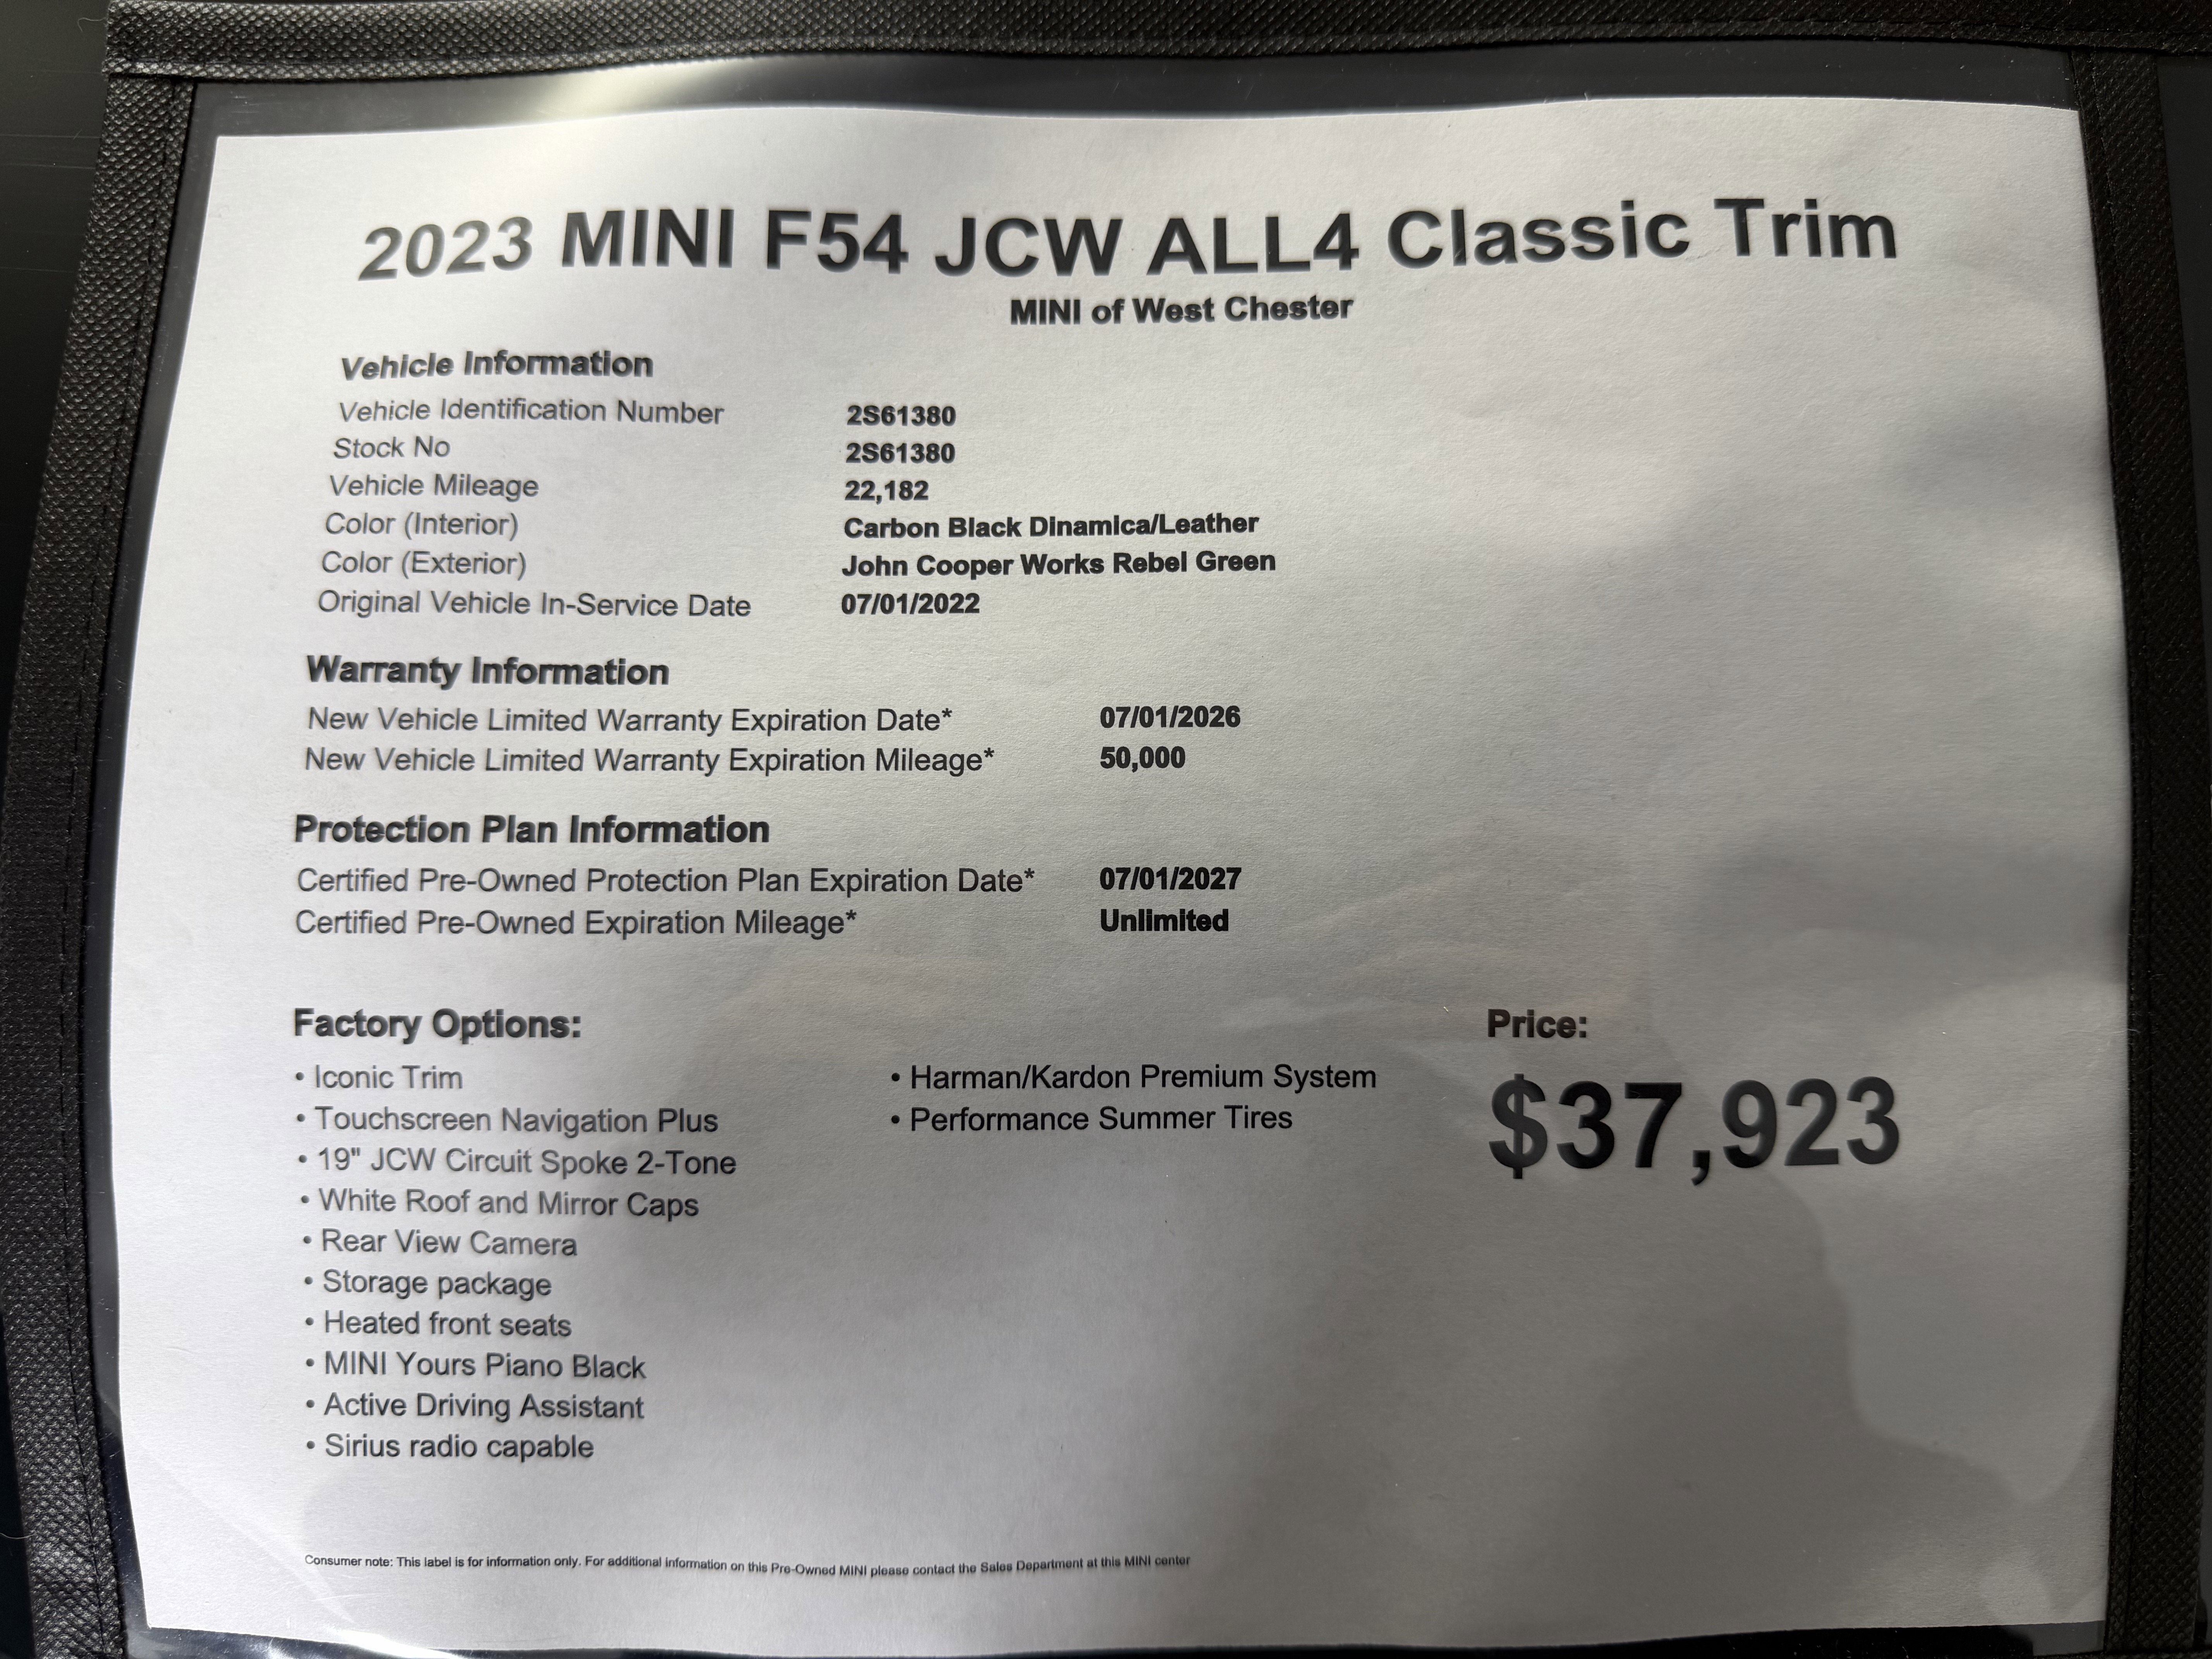 2023 MINI F54 JCW ALL4 Classic Trim
MINI of West Chester
Vehicle Information
Vehicle Identification Number 2S61380
Stock No 2S61380
Vehicle Mileage 22,182
Color (Interior) Carbon Black Dinamica/Leather
Color (Exterior) John Cooper Works Rebel Green
Original Vehicle In-Service Date 07/01/2022
Warranty Information
New Vehicle Limited Warranty Expiration Date* 07/01/2026
New Vehicle Limited Warranty Expiration Mileage* 50,000
Protection Plan Information
Certified Pre-Owned Protection Plan Expiration Date* 07/01/2027
Certified Pre-Owned Expiration Mileage* Unlimited
Factory Options:
• Iconic Trim
• Touchscreen Navigation Plus
• 19" JCW Circuit Spoke 2-Tone
• White Roof and Mirror Caps
• Rear View Camera
• Storage package
• Heated front seats
• MINI Yours Piano Black
• Active Driving Assistant
• Sirius radio capable
• Harman/Kardon Premium System
• Performance Summer Tires
Price:
$37,923
Consumer note: This label is for information only. For additional information on this Pre-Owned MINI please contact the Sales Department at this MINI center